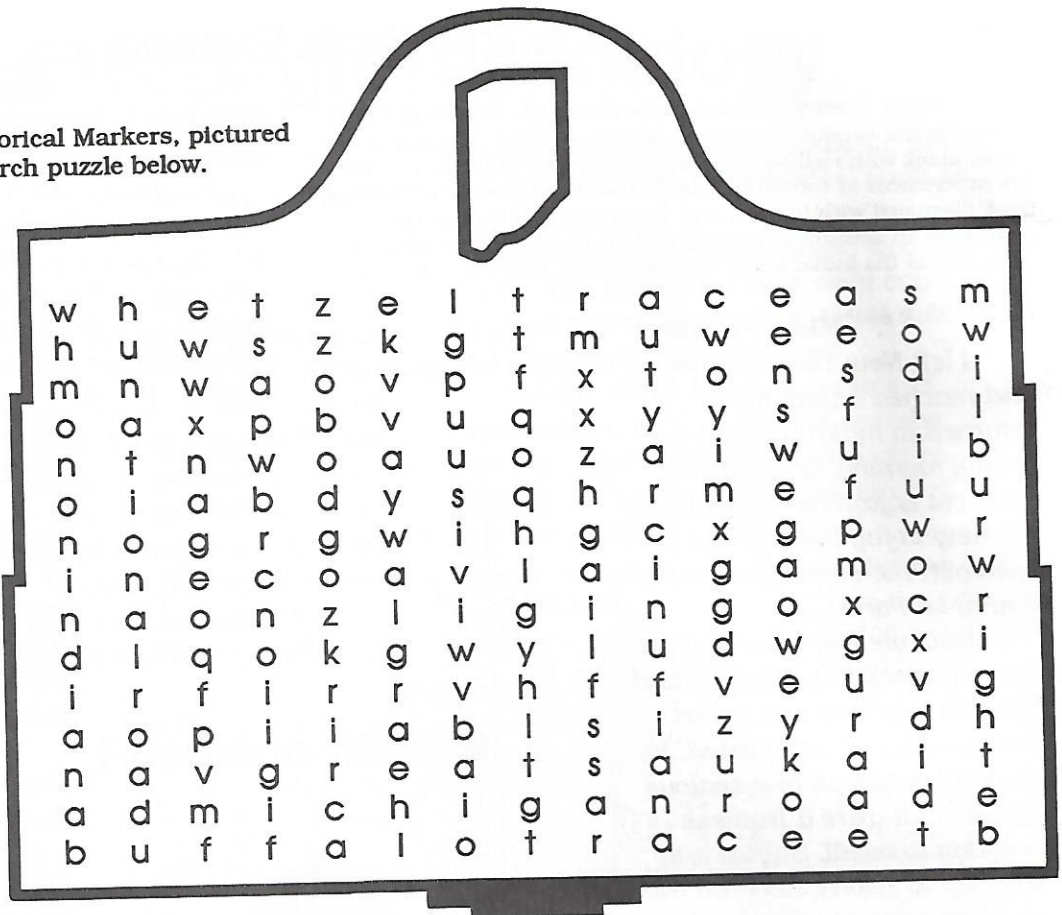 orical Markers, pictured
rch puzzle below.
w h e t z e l t r a c e a s m
h u w s z k g t m u w e e o w
m n w a o v p f x t o n s d i
o a x p b v u q x y y s f l l
n t n w o a u o z a i w u i b
o i a b d y s q h r m e f u u
n o g r g w i h g c x g p w r
i n e c o a v l a i g a m o w
n a o n z l i g i n g o x c r
d l q o k g w y l u d w g x i
i r f i r r v h f f v e u v g
a o p i i a b l s i z y r d h
n a v g r e a t s a u k a i t
a d m i c h i g a n r o a d e
b u f f a l o t r a c e e t b